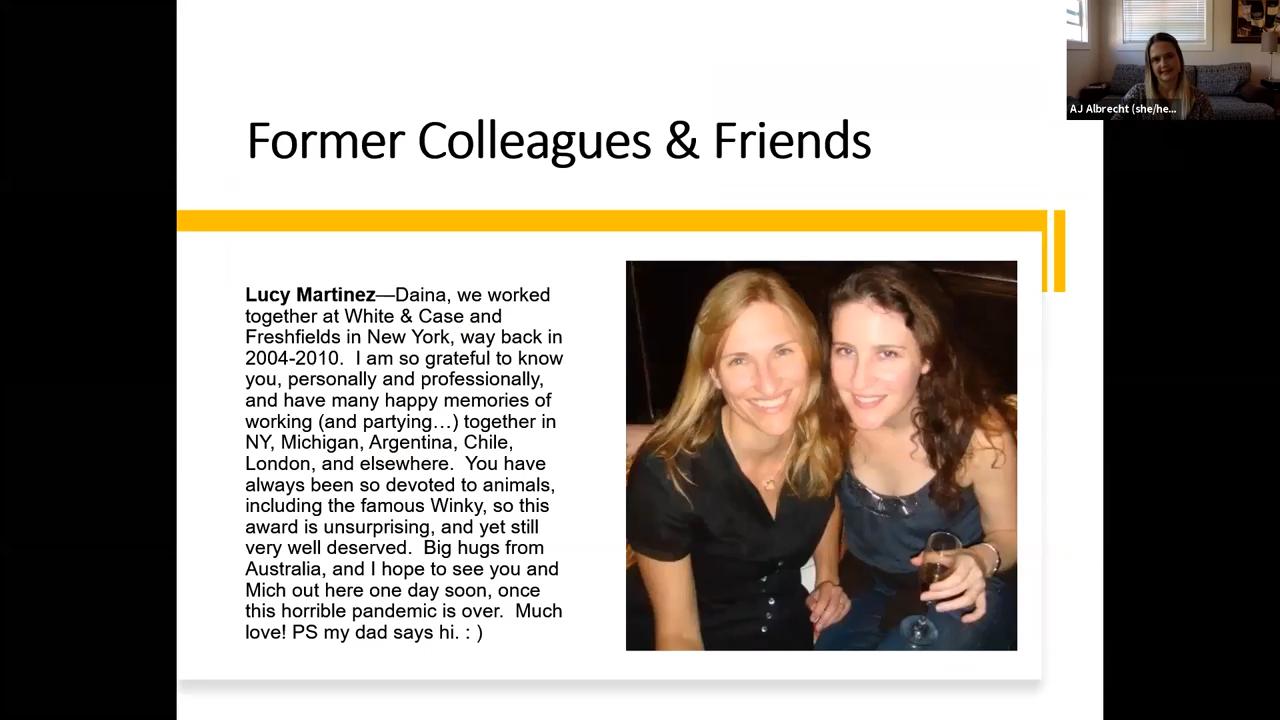 AJ Albrecht (she/he...
Former Colleagues & Friends
Lucy Martinez—Daina, we worked
together at White & Case and
Freshfields in New York, way back in
2004-2010.  I am so grateful to know
you, personally and professionally,
and have many happy memories of
working (and partying…) together in
NY, Michigan, Argentina, Chile,
London, and elsewhere.  You have
always been so devoted to animals,
including the famous Winky, so this
award is unsurprising, and yet still
very well deserved.  Big hugs from
Australia, and I hope to see you and
Mich out here one day soon, once
this horrible pandemic is over.  Much
love! PS my dad says hi. : )